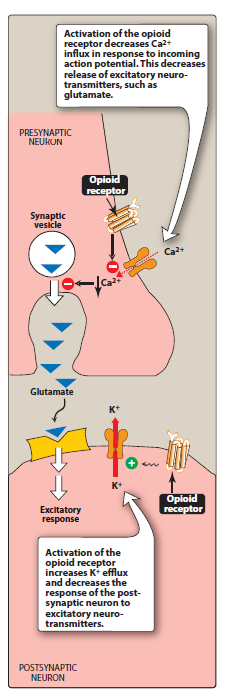 Activation of the opioid
receptor decreases Ca2+
influx in response to incoming
action potential. This decreases
release of excitatory neuro-
transmitters, such as
glutamate.
PRESYNAPTIC
NEURON
Opioid
receptor
Synaptic
vesicle
Ca2+
Ca2+
Glutamate
K+
K+
Excitatory
response
Opioid
receptor
Activation of the
opioid receptor
increases K+ efflux
and decreases the
response of the post-
synaptic neuron to
excitatory neuro-
transmitters.
POSTSYNAPTIC
NEURON